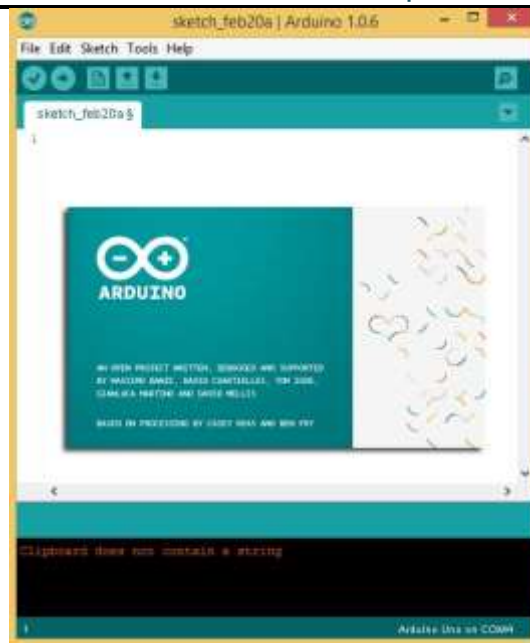 sketch_feb20a | Arduino 1.0.6
File Edit Sketch Tools Help
sketch_feb20a §
1
ARDUINO
AN OPEN PROJECT WRITTEN, DEBUGGED AND SUPPORTED
BY MASSIMO BANZI, DAVID CUARTIELLES, TOM IGOE,
GIANLUCA MARTINO AND DAVID MELLIS
BASED ON PROCESSING BY CASEY REAS AND BEN FRY
Clipboard does not contain a string
1
Arduino Uno on